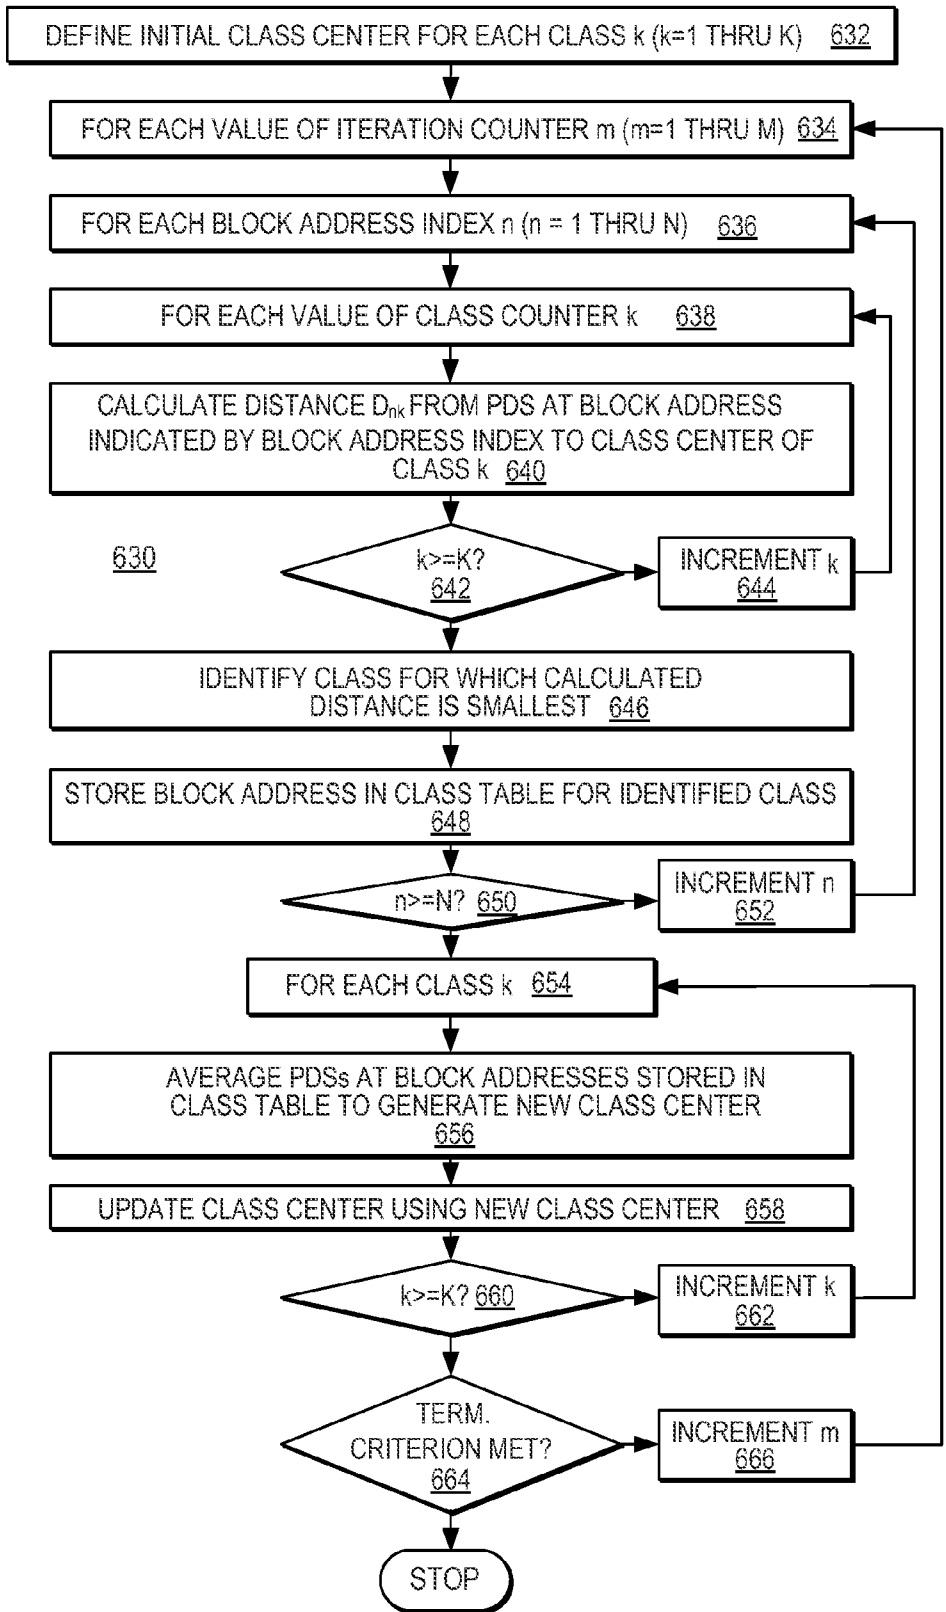 DEFINE INITIAL CLASS CENTER FOR EACH CLASS k (k=1 THRU K) 632
FOR EACH VALUE OF ITERATION COUNTER m (m=1 THRU M) 634
FOR EACH BLOCK ADDRESS INDEX n (n = 1 THRU N) 636
FOR EACH VALUE OF CLASS COUNTER k 638
CALCULATE DISTANCE Dnk FROM PDS AT BLOCK ADDRESS
INDICATED BY BLOCK ADDRESS INDEX TO CLASS CENTER OF
CLASS k 640
630
k>=K?
642
INCREMENT k
644
IDENTIFY CLASS FOR WHICH CALCULATED
DISTANCE IS SMALLEST 646
STORE BLOCK ADDRESS IN CLASS TABLE FOR IDENTIFIED CLASS
648
n>=N? 650
INCREMENT n
652
FOR EACH CLASS k 654
AVERAGE PDSs AT BLOCK ADDRESSES STORED IN
CLASS TABLE TO GENERATE NEW CLASS CENTER
656
UPDATE CLASS CENTER USING NEW CLASS CENTER 658
k>=K? 660
INCREMENT k
662
TERM.
CRITERION MET?
664
INCREMENT m
666
STOP